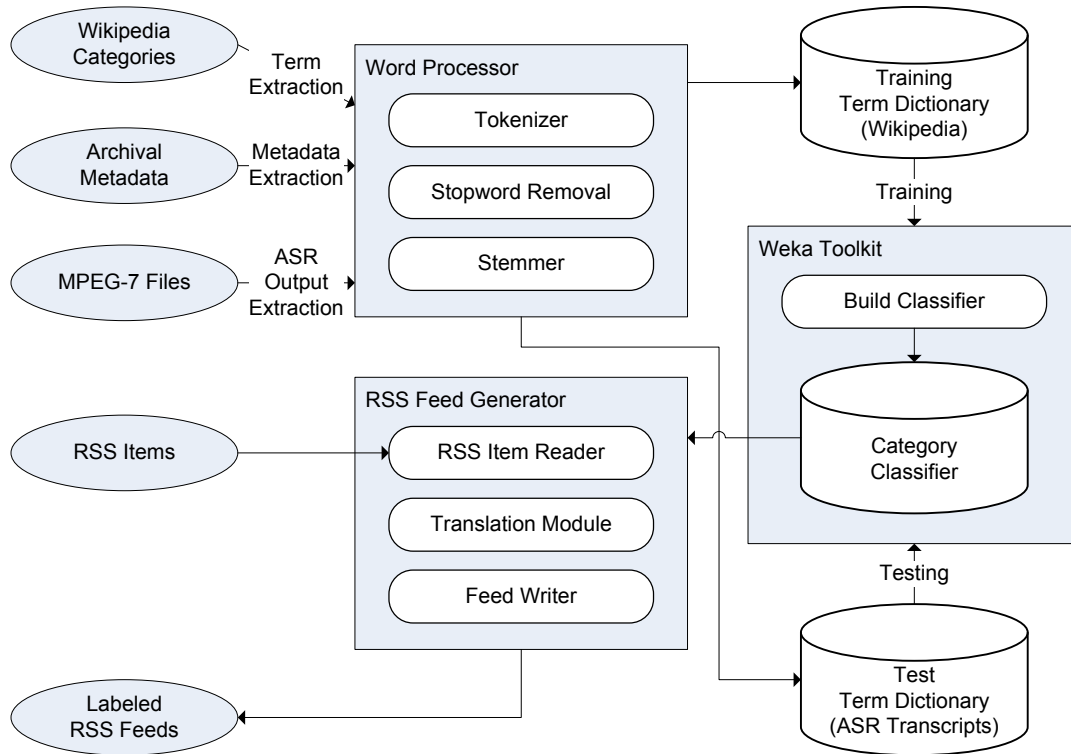 Wikipedia
Categories
Term
Extraction
Archival
Metadata
Metadata
Extraction
MPEG-7 Files
ASR
Output
Extraction
Word Processor
Tokenizer
Stopword Removal
Stemmer
Training
Term Dictionary
(Wikipedia)
Training
Weka Toolkit
Build Classifier
Category
Classifier
RSS Items
RSS Feed Generator
RSS Item Reader
Translation Module
Feed Writer
Testing
Test
Term Dictionary
(ASR Transcripts)
Labeled
RSS Feeds